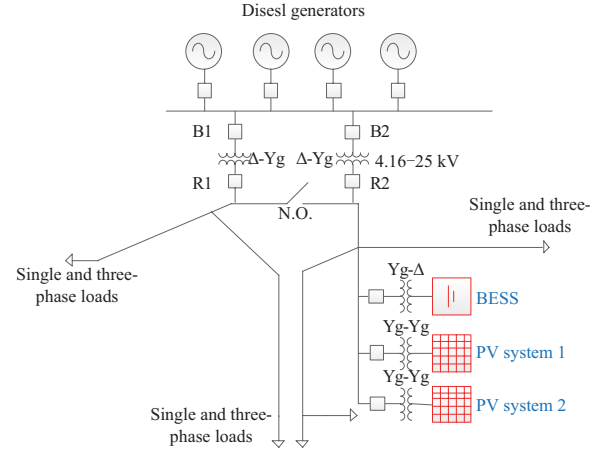 Disesl generators
B1
B2
Δ-Yg
Δ-Yg
4.16−25 kV
R1
R2
N.O.
Single and three-
phase loads
Single and three-
phase loads
Yg-Δ
BESS
Yg-Yg
PV system 1
Yg-Yg
PV system 2
Single and three-
phase loads